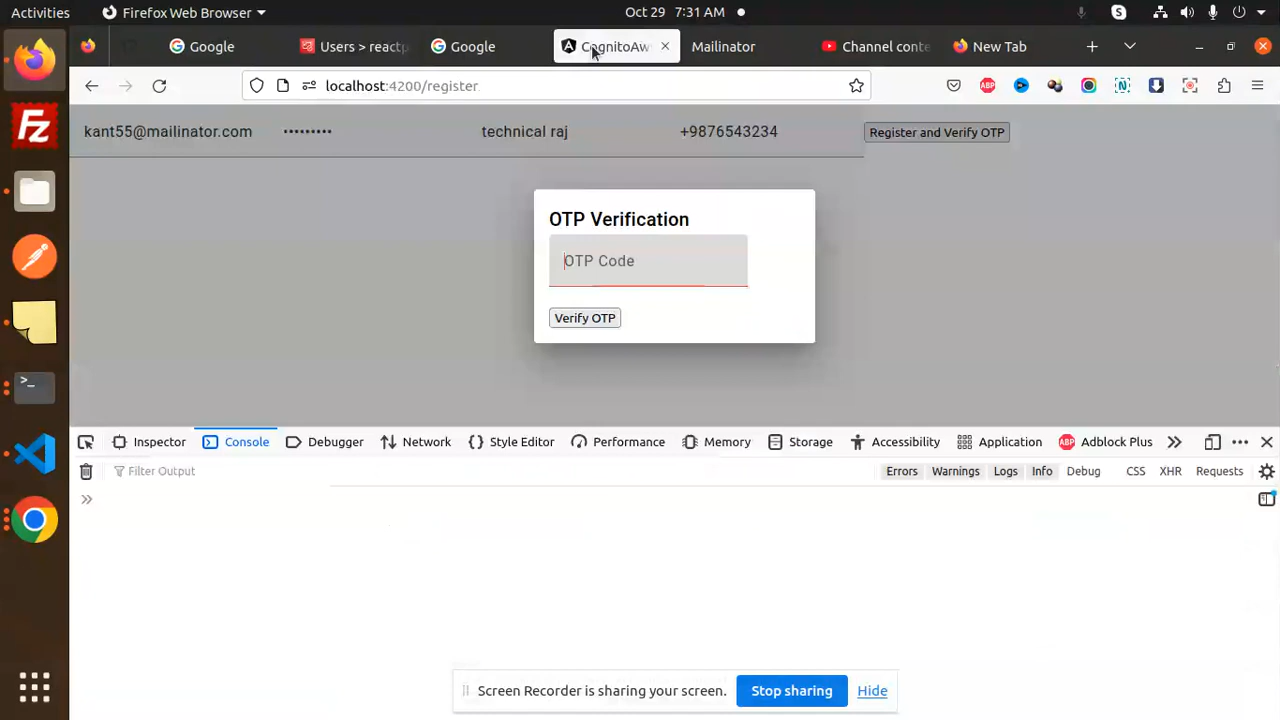 Activities Firefox Web Browser Oct 29 7:31 AM
Google Users > reactp Google CognitoAw Mailinator Channel conte New Tab
localhost:4200/register
kant55@mailinator.com ••••••••• technical raj +9876543234 Register and Verify OTP
OTP Verification
OTP Code
Verify OTP
Inspector Console Debugger Network Style Editor Performance Memory Storage Accessibility Application Adblock Plus
Filter Output Errors Warnings Logs Info Debug CSS XHR Requests
Screen Recorder is sharing your screen. Stop sharing Hide